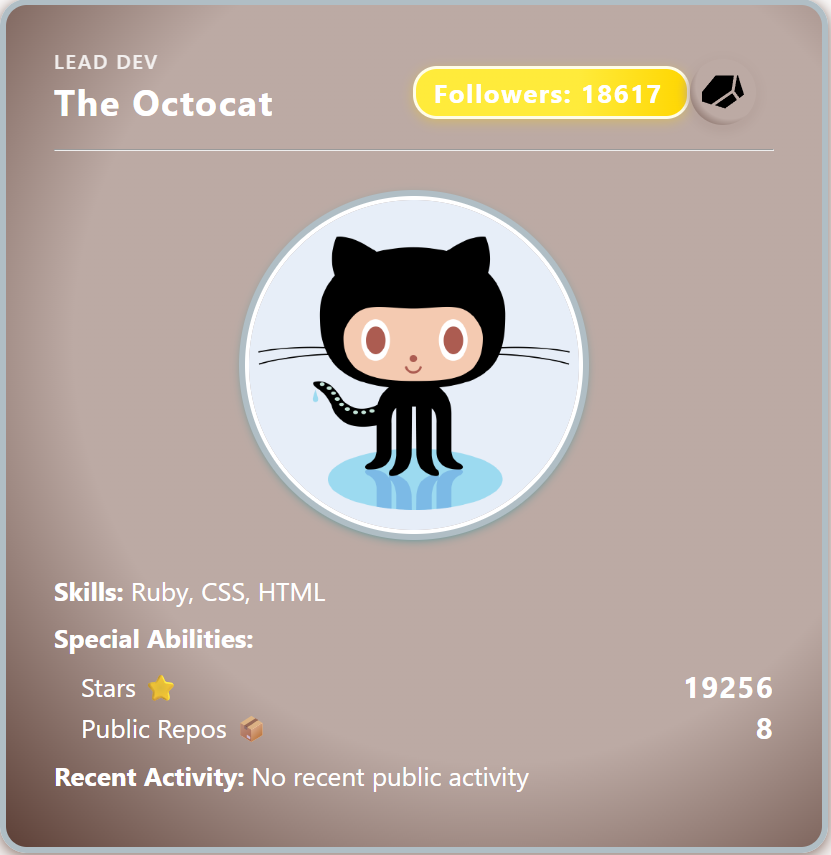 LEAD DEV
The Octocat
Followers: 18617
Skills: Ruby, CSS, HTML
Special Abilities:
Stars ⭐ 19256
Public Repos 📦 8
Recent Activity: No recent public activity